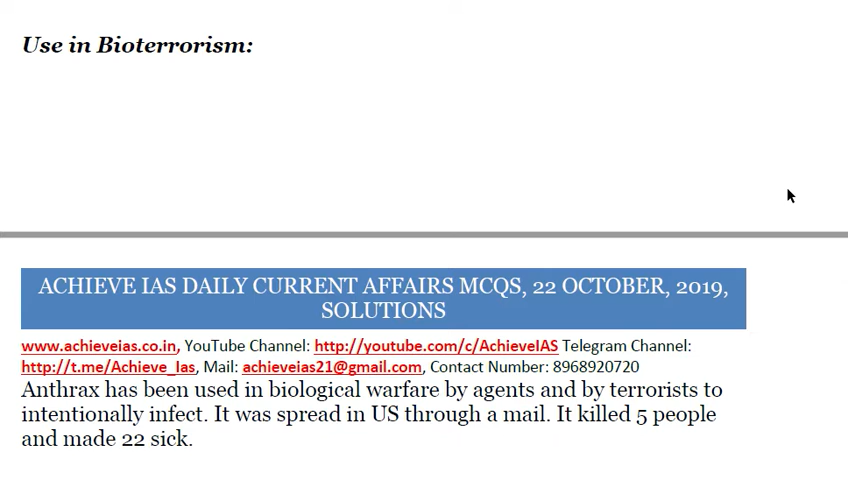 Use in Bioterrorism:
ACHIEVE IAS DAILY CURRENT AFFAIRS MCQS, 22 OCTOBER, 2019,
SOLUTIONS
www.achieveias.co.in, YouTube Channel: http://youtube.com/c/AchieveIAS Telegram Channel:
http://t.me/Achieve_Ias, Mail: achieveias21@gmail.com, Contact Number: 8968920720
Anthrax has been used in biological warfare by agents and by terrorists to
intentionally infect. It was spread in US through a mail. It killed 5 people
and made 22 sick.